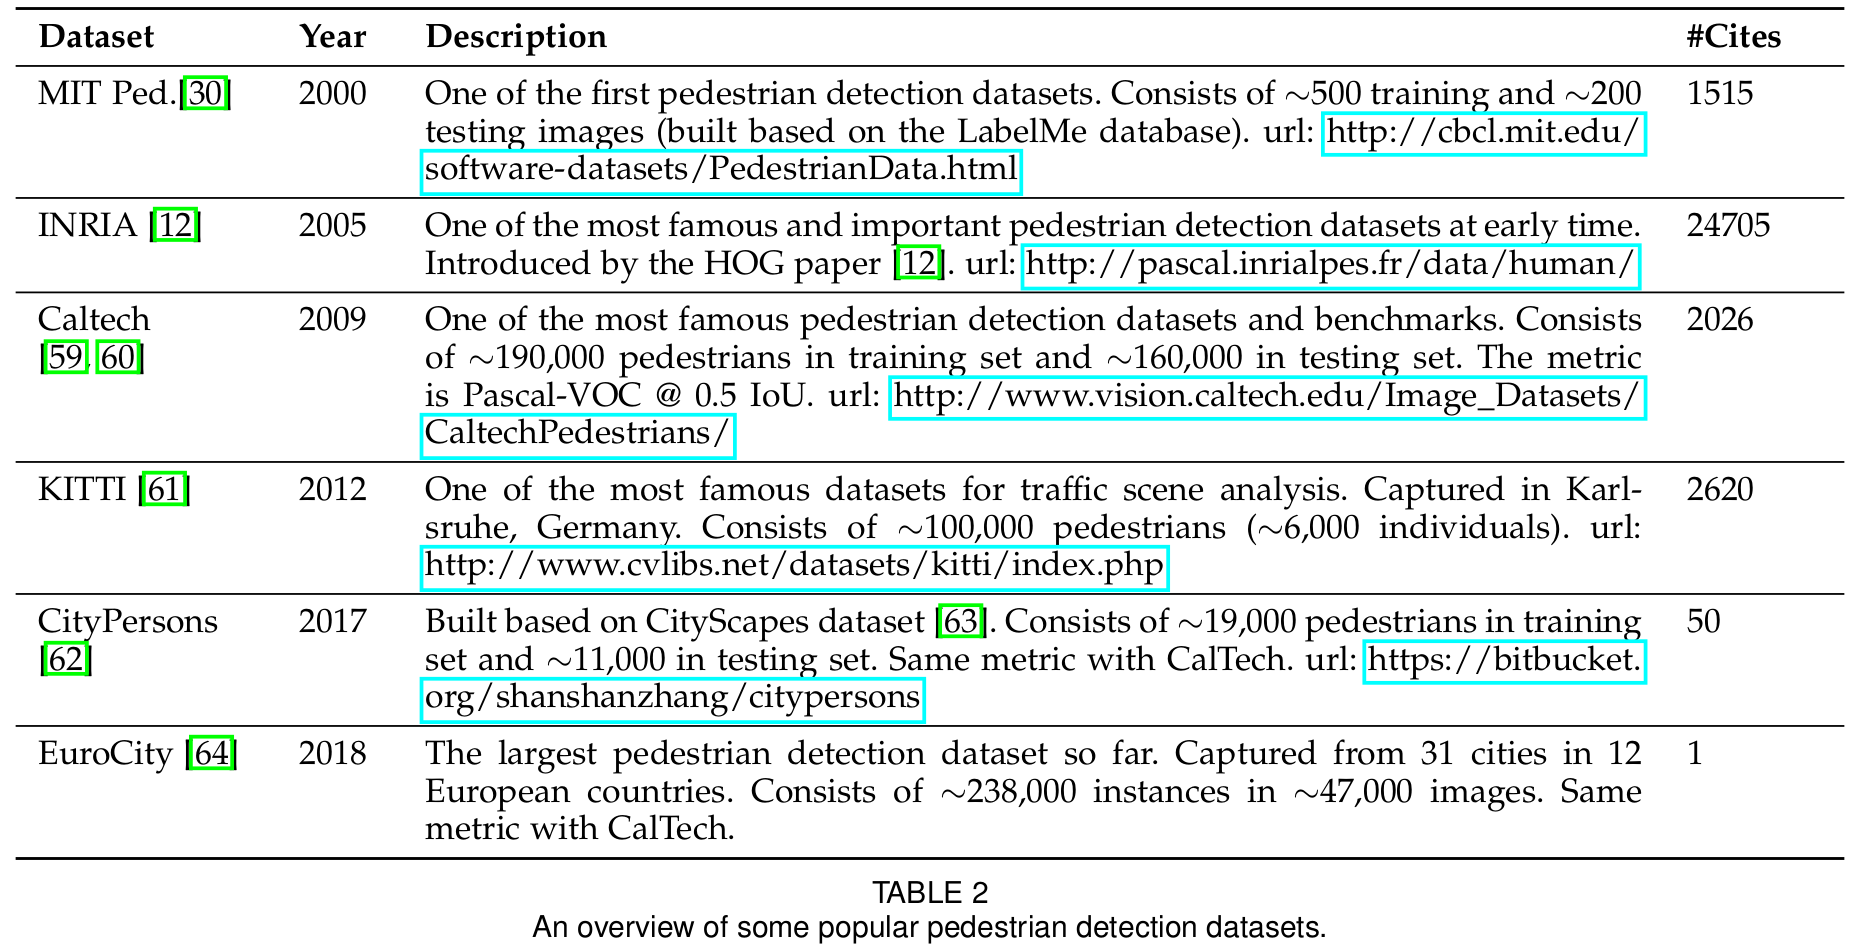 Dataset Year Description #Cites
MIT Ped.[30] 2000 One of the first pedestrian detection datasets. Consists of ∼500 training and ∼200 1515
testing images (built based on the LabelMe database). url: http://cbcl.mit.edu/
software-datasets/PedestrianData.html
INRIA [12] 2005 One of the most famous and important pedestrian detection datasets at early time. 24705
Introduced by the HOG paper [12]. url: http://pascal.inrialpes.fr/data/human/
Caltech 2009 One of the most famous pedestrian detection datasets and benchmarks. Consists 2026
[59, 60] of ∼190,000 pedestrians in training set and ∼160,000 in testing set. The metric
is Pascal-VOC @ 0.5 IoU. url: http://www.vision.caltech.edu/Image_Datasets/
CaltechPedestrians/
KITTI [61] 2012 One of the most famous datasets for traffic scene analysis. Captured in Karl- 2620
sruhe, Germany. Consists of ∼100,000 pedestrians (∼6,000 individuals). url:
http://www.cvlibs.net/datasets/kitti/index.php
CityPersons 2017 Built based on CityScapes dataset [63]. Consists of ∼19,000 pedestrians in training 50
[62] set and ∼11,000 in testing set. Same metric with CalTech. url: https://bitbucket.
org/shanshanzhang/citypersons
EuroCity [64] 2018 The largest pedestrian detection dataset so far. Captured from 31 cities in 12 1
European countries. Consists of ∼238,000 instances in ∼47,000 images. Same
metric with CalTech.
TABLE 2
An overview of some popular pedestrian detection datasets.